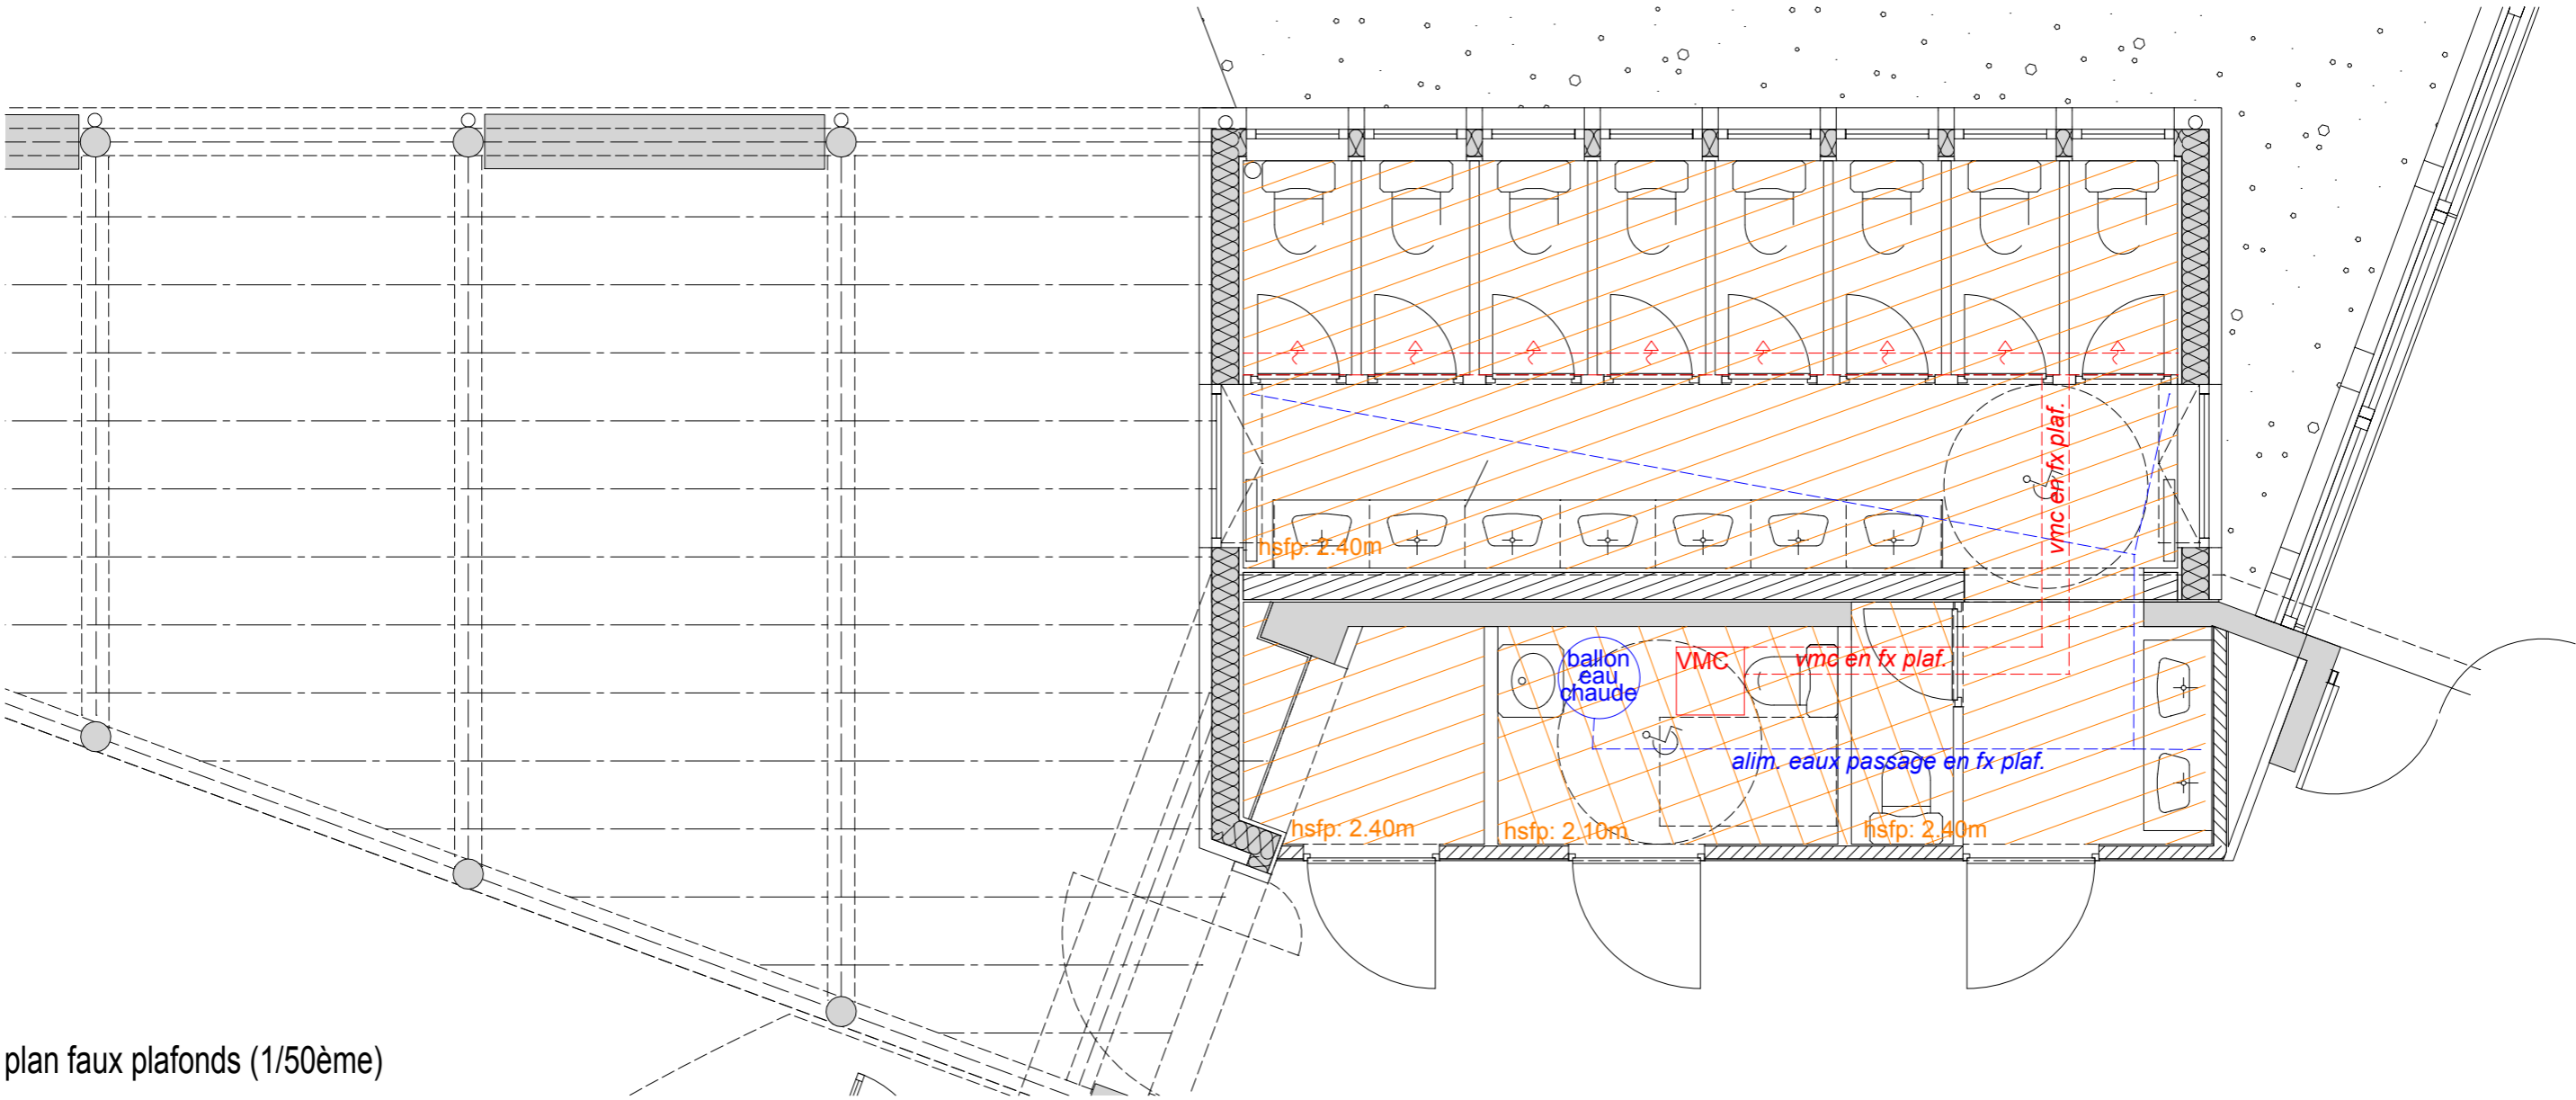 vmc en fx plaf.
hsfp: 2.40m
ballon
eau
chaude
VMC
vmc en fx plaf.
alim. eaux passage en fx plaf.
hsfp: 2.40m
hsfp: 2.10m
hsfp: 2.40m
plan faux plafonds (1/50ème)